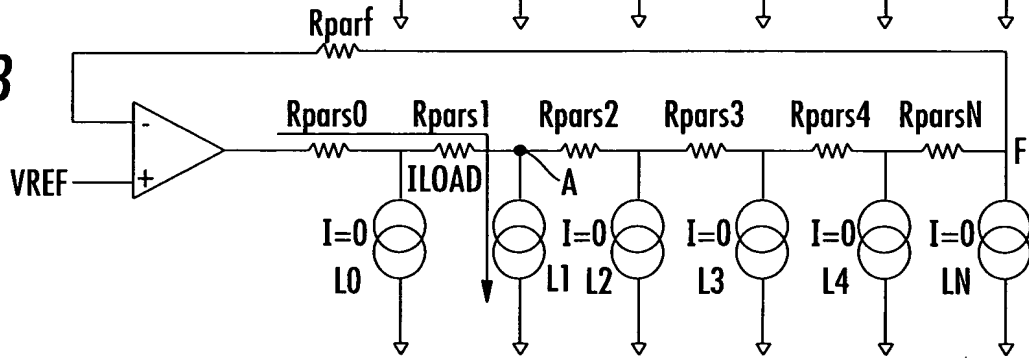 Rparf
B
Rpars0 Rpars1 Rpars2 Rpars3 Rpars4 RparsN
-
F
ILOAD A
VREF +
I=0 I=0 I=0 I=0 I=0
L0 L1 L2 L3 L4 LN